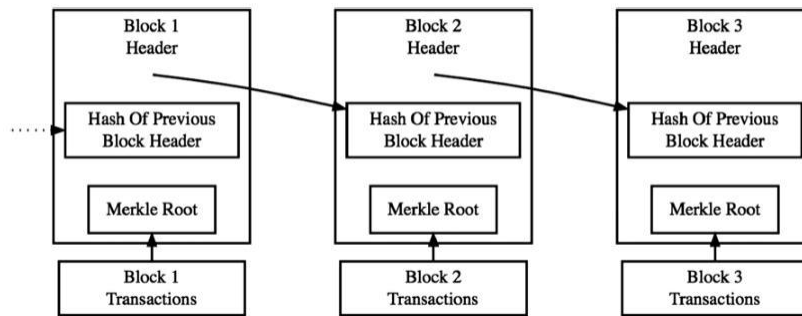 Block 1
Header
Hash Of Previous
Block Header
Merkle Root
Block 1
Transactions
Block 2
Header
Hash Of Previous
Block Header
Merkle Root
Block 2
Transactions
Block 3
Header
Hash Of Previous
Block Header
Merkle Root
Block 3
Transactions